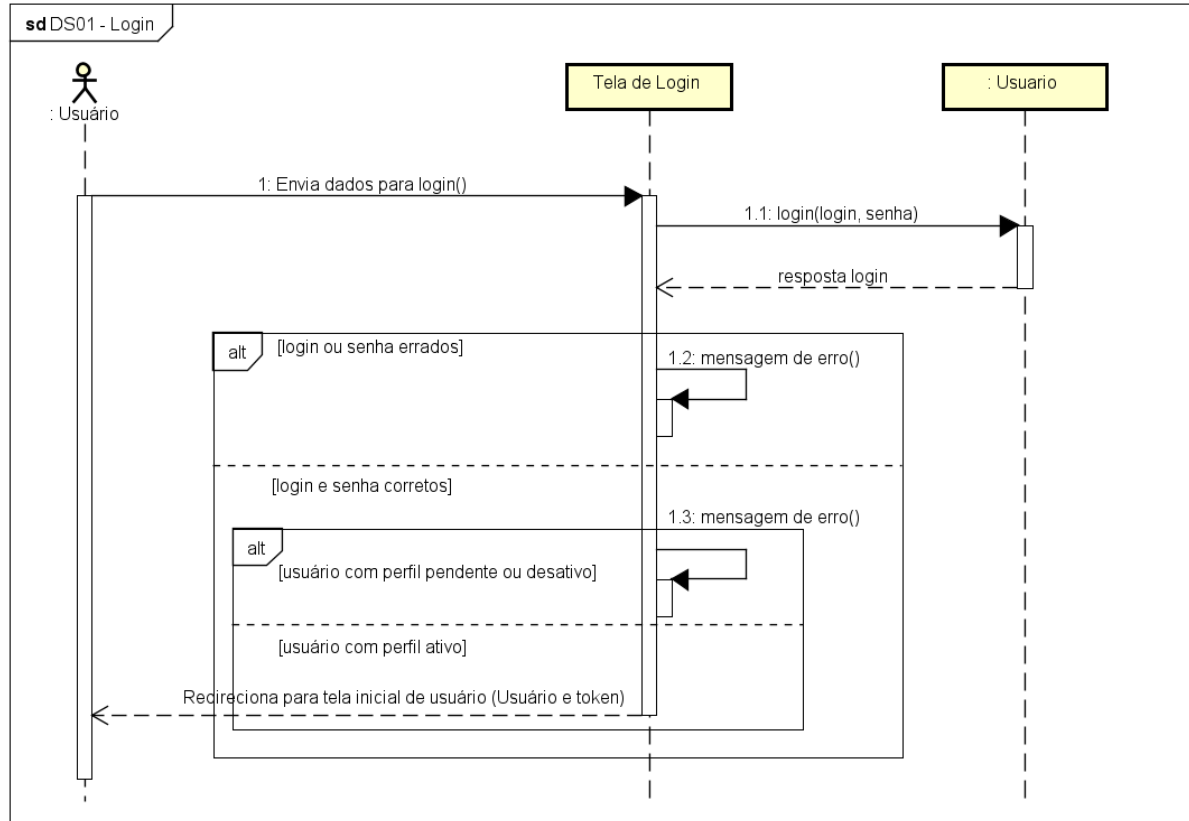 sd DS01 - Login
: Usuário
Tela de Login
: Usuario
1: Envia dados para login()
1.1: login(login, senha)
resposta login
alt
[login ou senha errados]
1.2: mensagem de erro()
[login e senha corretos]
1.3: mensagem de erro()
alt
[usuário com perfil pendente ou desativo]
[usuário com perfil ativo]
Redireciona para tela inicial de usuário (Usuário e token)